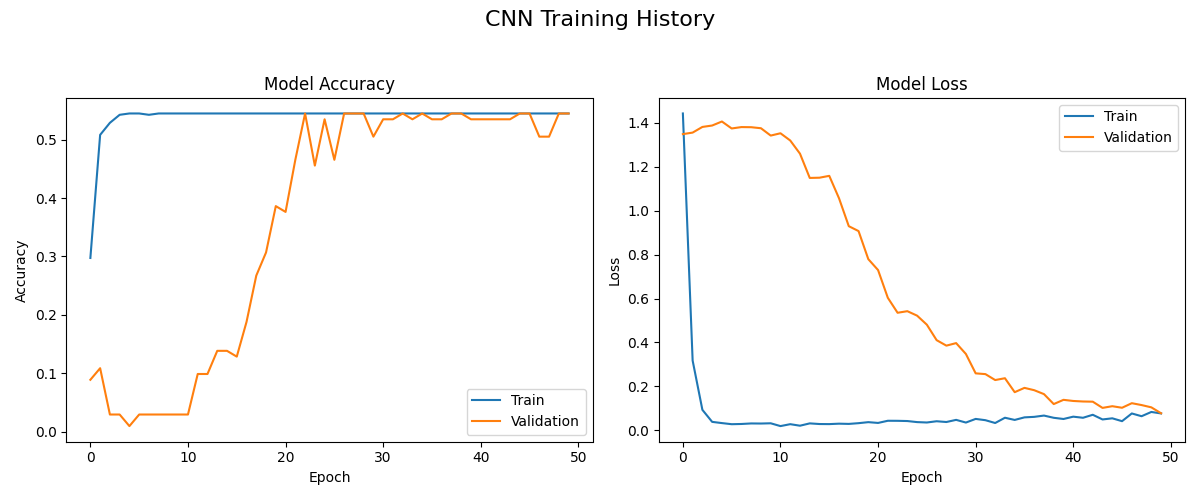 CNN Training History
Model Accuracy
Accuracy
0.5
0.4
0.3
0.2
0.1
0.0
0 10 20 30 40 50
Epoch
Train
Validation
Model Loss
Loss
1.4
1.2
1.0
0.8
0.6
0.4
0.2
0.0
0 10 20 30 40 50
Epoch
Train
Validation